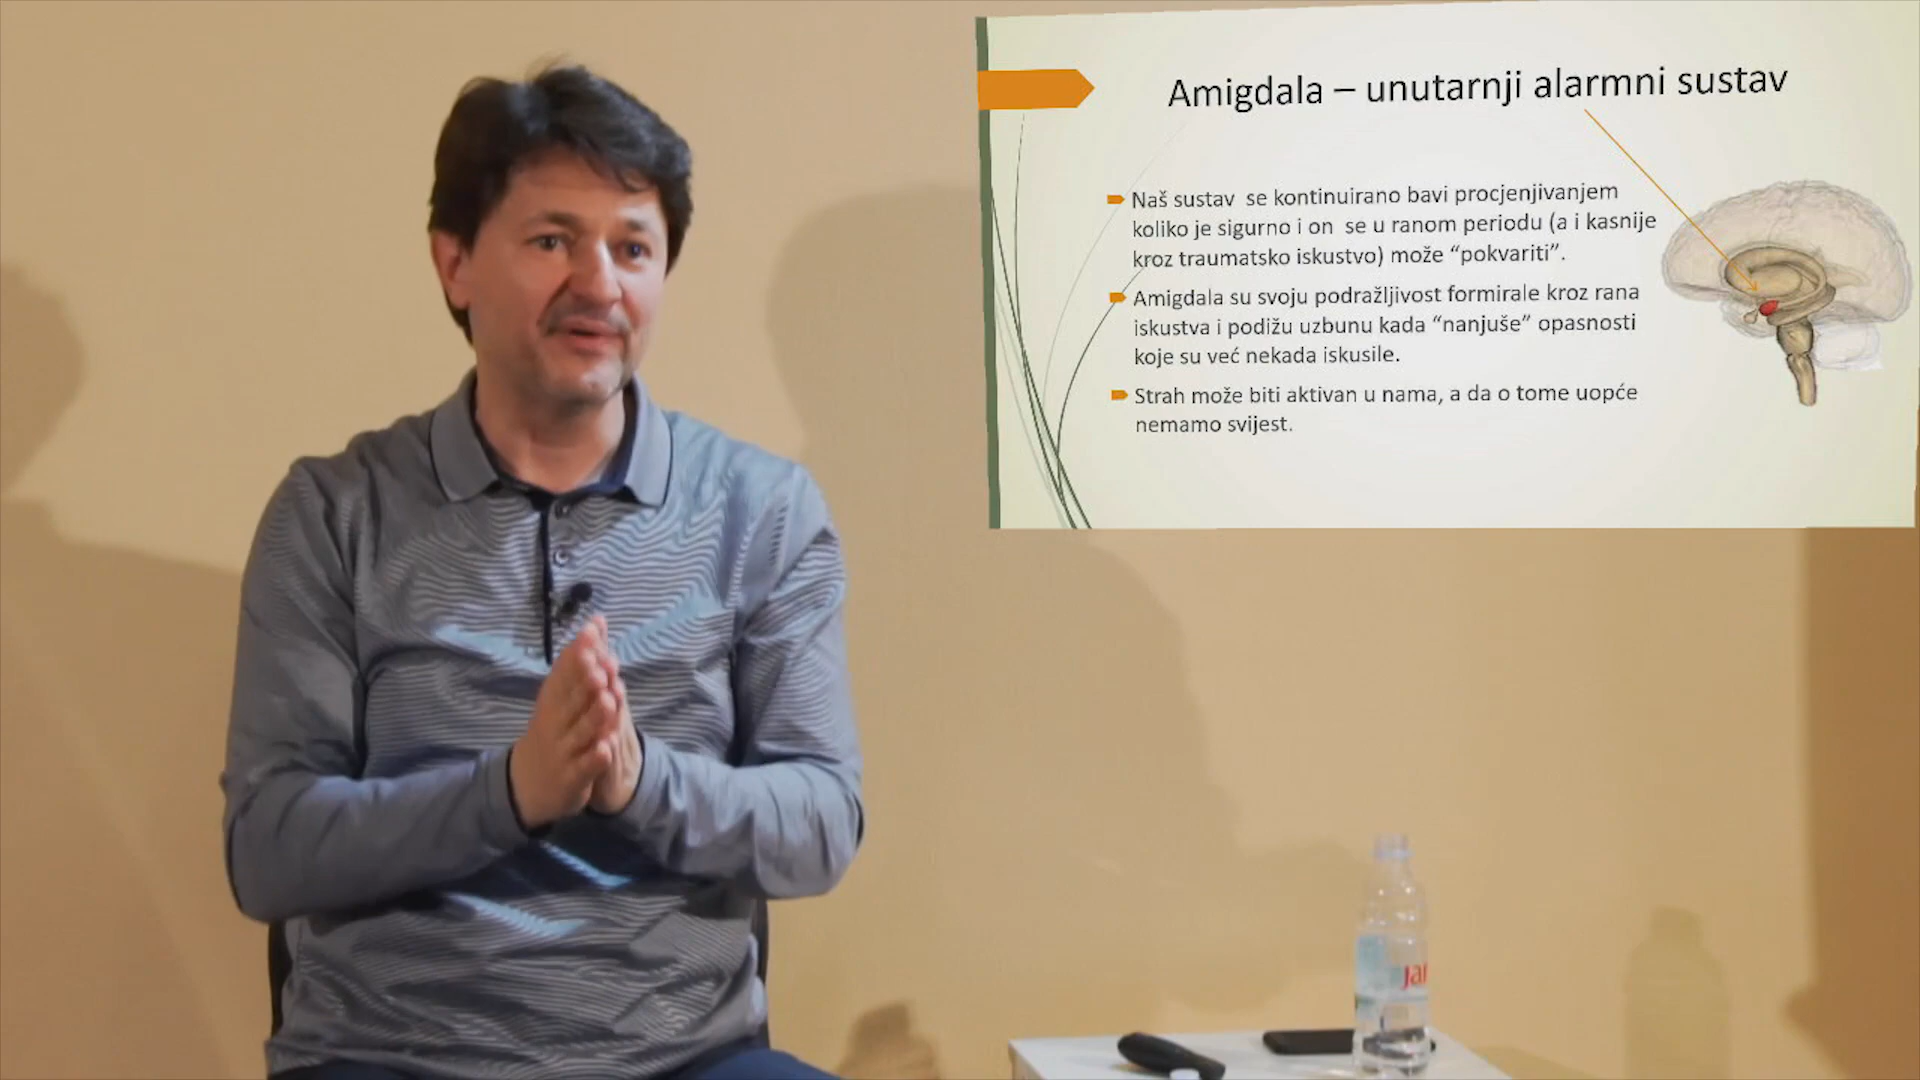 Amigdala – unutarnji alarmni sustav
Naš sustav se kontinuirano bavi procjenjivanjem
koliko je sigurno i on se u ranom periodu (a i kasnije
kroz traumatsko iskustvo) može “pokvariti”.
Amigdala su svoju podražljivost formirale kroz rana
iskustva i podižu uzbunu kada “nanjuše” opasnosti
koje su već nekada iskusile.
Strah može biti aktivan u nama, a da o tome uopće
nemamo svijest.